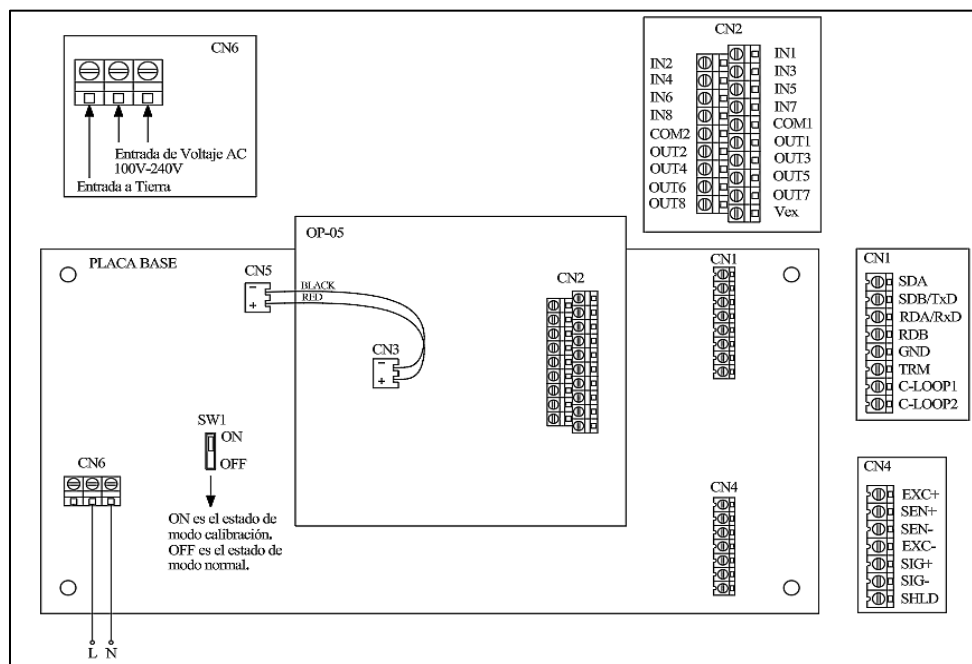 CN6
Entrada de Voltaje AC
100V-240V
Entrada a Tierra
CN2
IN2
IN4
IN6
IN8
COM2
OUT2
OUT4
OUT6
OUT8
IN1
IN3
IN5
IN7
COM1
OUT1
OUT3
OUT5
OUT7
Vex
OP-05
PLACA BASE
CN5
-
+
BLACK
RED
CN3
-
+
CN2
CN1
CN1
SDA
SDB/TxD
RDA/RxD
RDB
GND
TRM
C-LOOP1
C-LOOP2
SW1
ON
OFF
ON es el estado de
modo calibración.
OFF es el estado de
modo normal.
CN6
L N
CN4
CN4
EXC+
SEN+
SEN-
EXC-
SIG+
SIG-
SHLD